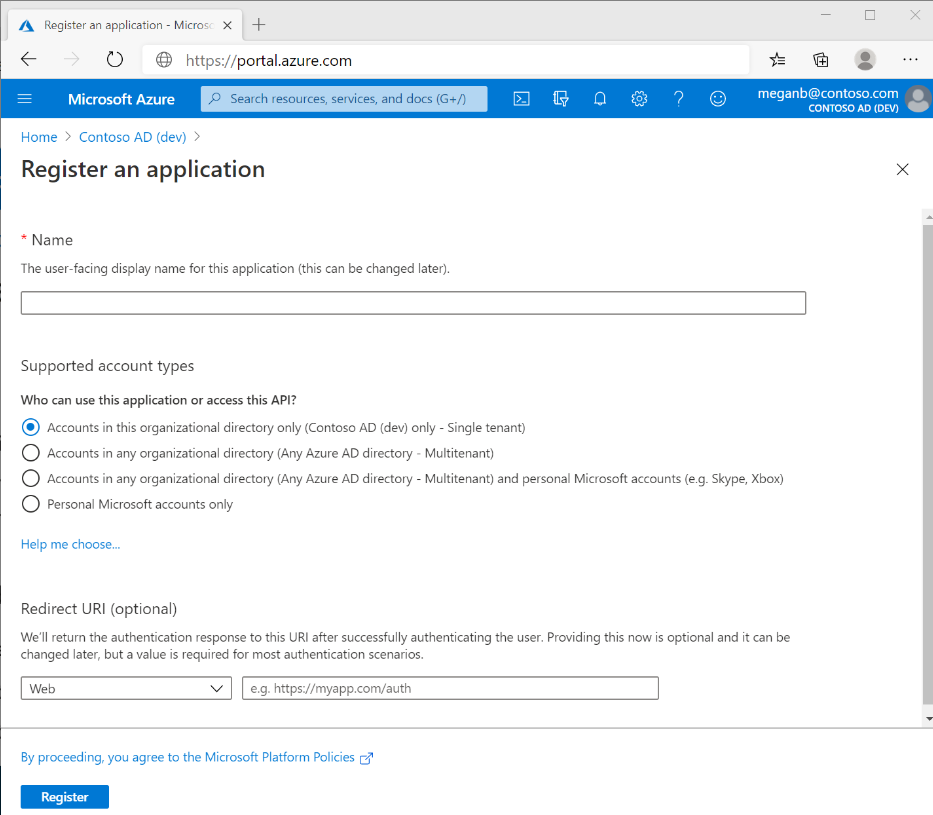 Register an application - Microso
https://portal.azure.com
Microsoft Azure
Search resources, services, and docs (G+/)
meganb@contoso.com
CONTOSO AD (DEV)
Home > Contoso AD (dev) >
Register an application
* Name
The user-facing display name for this application (this can be changed later).
Supported account types
Who can use this application or access this API?
Accounts in this organizational directory only (Contoso AD (dev) only - Single tenant)
Accounts in any organizational directory (Any Azure AD directory - Multitenant)
Accounts in any organizational directory (Any Azure AD directory - Multitenant) and personal Microsoft accounts (e.g. Skype, Xbox)
Personal Microsoft accounts only
Help me choose...
Redirect URI (optional)
We'll return the authentication response to this URI after successfully authenticating the user. Providing this now is optional and it can be
changed later, but a value is required for most authentication scenarios.
Web
e.g. https://myapp.com/auth
By proceeding, you agree to the Microsoft Platform Policies
Register